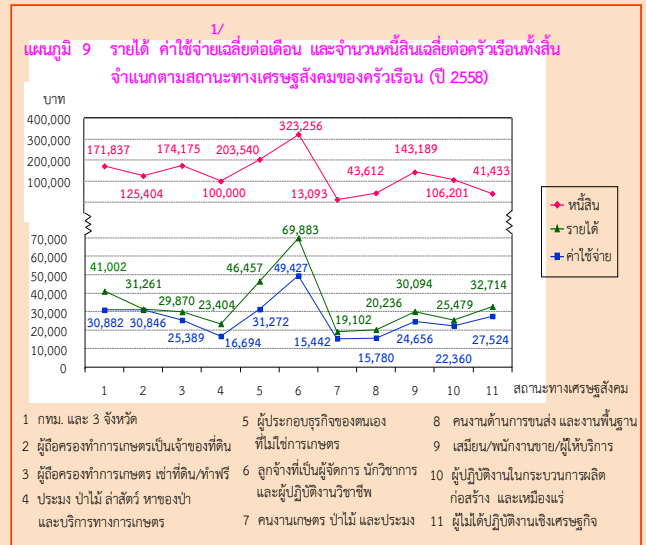 1/
แผนภูมิ 9 รายได้ ค่าใช้จ่ายเฉลี่ยต่อเดือน และจำนวนหนี้สินเฉลี่ยต่อครัวเรือนทั้งสิ้น
จำแนกตามสถานะทางเศรษฐสังคมของครัวเรือน (ปี 2558)
บาท
400,000
300,000
200,000
100,000
171,837
125,404
174,175
100,000
203,540
323,256
13,093
43,612
143,189
106,201
41,433
หนี้สิน
รายได้
ค่าใช้จ่าย
70,000
60,000
50,000
40,000
30,000
20,000
10,000
0
41,002
31,261
29,870
23,404
46,457
69,883
19,102
20,236
30,094
25,479
32,714
30,882
30,846
25,389
16,694
31,272
49,427
15,442
15,780
24,656
22,360
27,524
1 2 3 4 5 6 7 8 9 10 11 สถานะทางเศรษฐสังคม
1 กทม. และ 3 จังหวัด
2 ผู้ถือครองทำการเกษตรเป็นเจ้าของที่ดิน
3 ผู้ถือครองทำการเกษตร เช่าที่ดิน/ทำฟรี
4 ประมง ป่าไม้ ล่าสัตว์ หาของป่า
และบริการทางการเกษตร
5 ผู้ประกอบธุรกิจของตนเอง
ที่ไม่ใช่การเกษตร
6 ลูกจ้างที่เป็นผู้จัดการ นักวิชาการ
และผู้ปฏิบัติงานวิชาชีพ
7 คนงานเกษตร ป่าไม้ และประมง
8 คนงานด้านการขนส่ง และงานพื้นฐาน
9 เสมียน/พนักงานขาย/ผู้ให้บริการ
10 ผู้ปฏิบัติงานในกระบวนการผลิต
ก่อสร้าง และเหมืองแร่
11 ผู้ไม่ได้ปฏิบัติงานเชิงเศรษฐกิจ